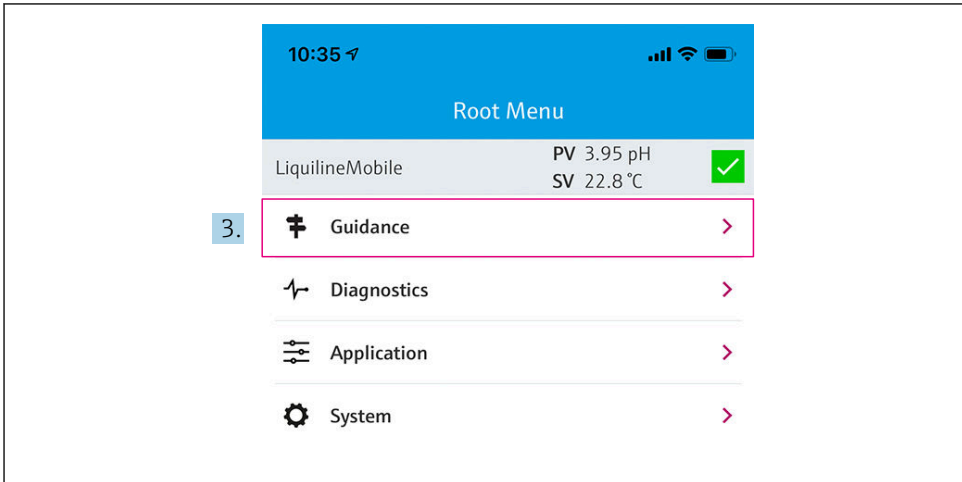 10:35
Root Menu
LiquilineMobile
PV 3.95 pH
SV 22.8 °C
3.
Guidance
Diagnostics
Application
System